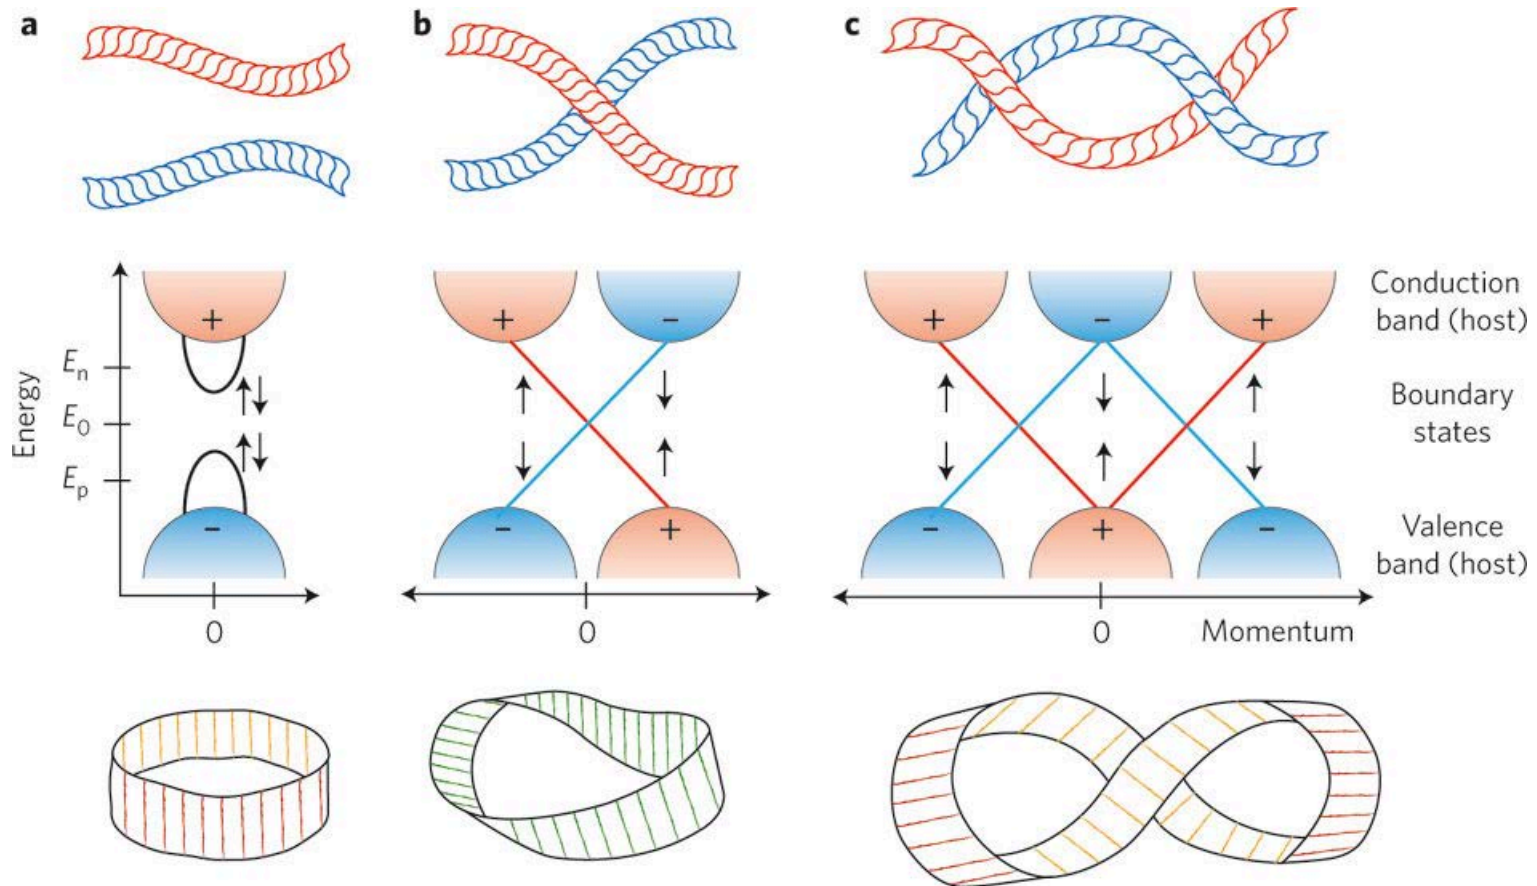 a
b
c
Energy
E_n
E_0
E_p
+
−
0
+ −
− +
0
+ − +
− + −
0
Momentum
Conduction
band (host)
Boundary
states
Valence
band (host)